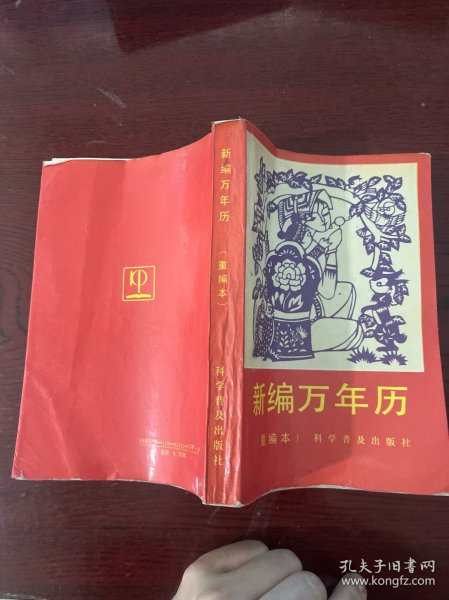 新编万年历
（重编本）
科学普及出版社
KP
新编万年历
重编本） 科学普及出版社
孔夫子旧书网
www.kongfz.com